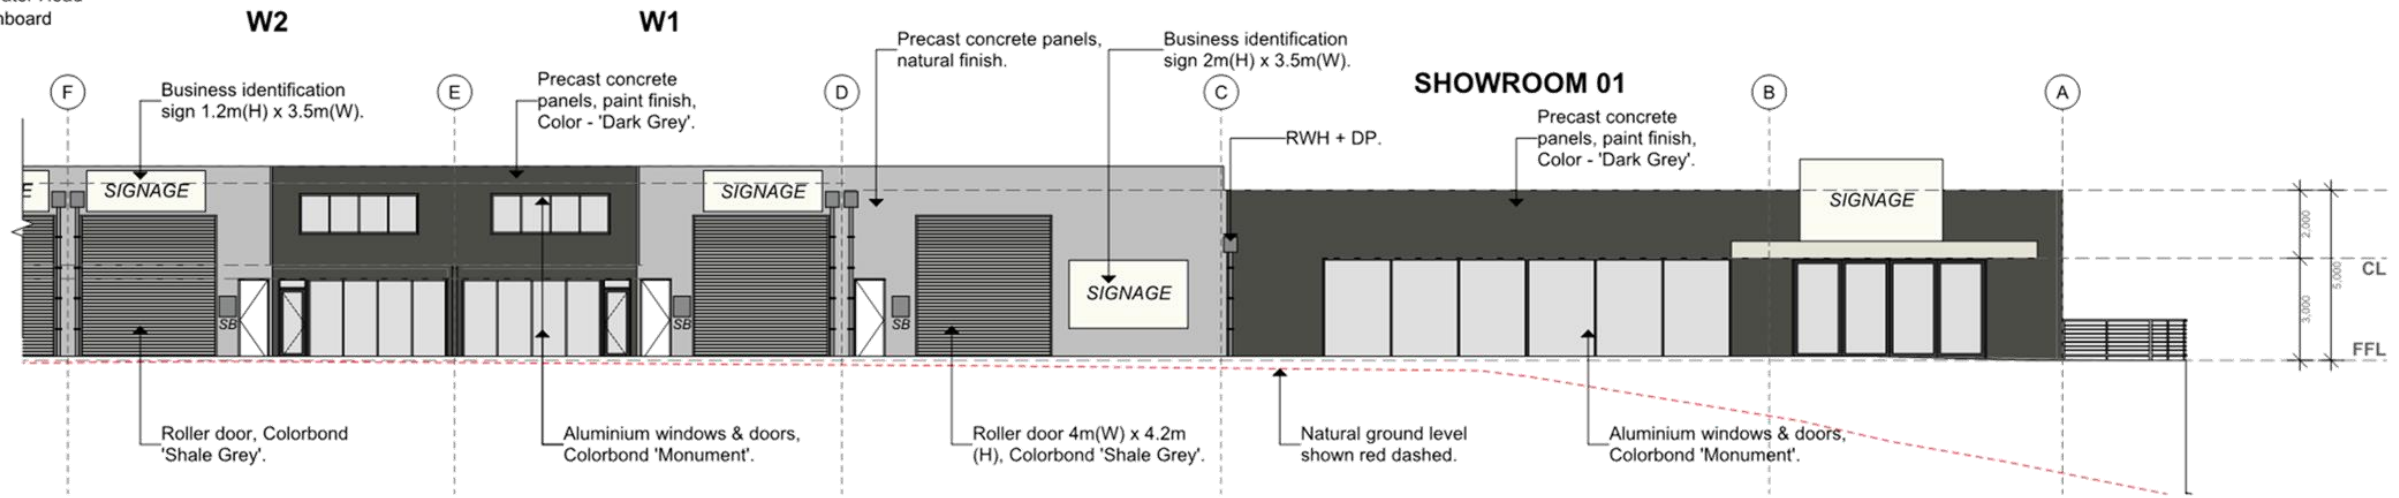 nboard
W2
W1
SHOWROOM 01
F
E
D
C
B
A
Business identification
sign 1.2m(H) x 3.5m(W).
Precast concrete
panels, paint finish,
Color - 'Dark Grey'.
Precast concrete panels,
natural finish.
Business identification
sign 2m(H) x 3.5m(W).
RWH + DP.
Precast concrete
panels, paint finish,
Color - 'Dark Grey'.
E
SIGNAGE
SIGNAGE
SIGNAGE
SIGNAGE
SB
SB
SB
2,000
3,000
5,000
CL
FFL
Roller door, Colorbond
'Shale Grey'.
Aluminium windows & doors,
Colorbond 'Monument'.
Roller door 4m(W) x 4.2m
(H), Colorbond 'Shale Grey'.
Natural ground level
shown red dashed.
Aluminium windows & doors,
Colorbond 'Monument'.